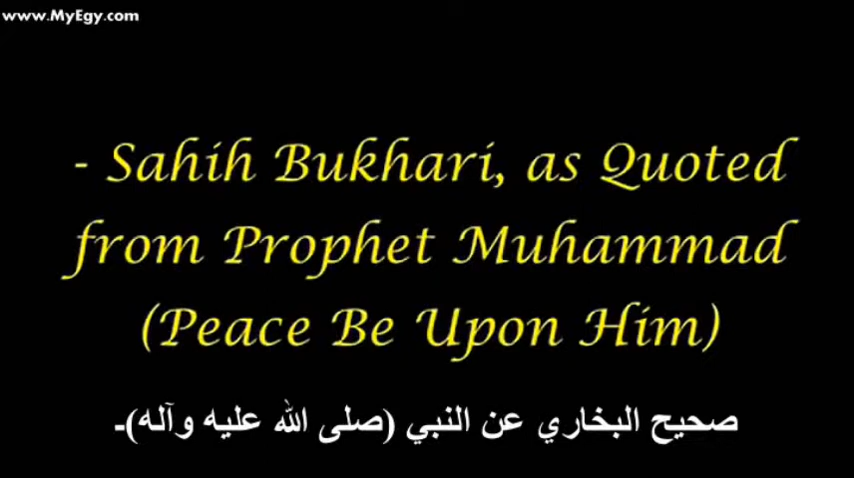 www.MyEgy.com
- Sahih Bukhari, as Quoted
from Prophet Muhammad
(Peace Be Upon Him)
صحيح البخاري عن النبي (صلى الله عليه وآله)-